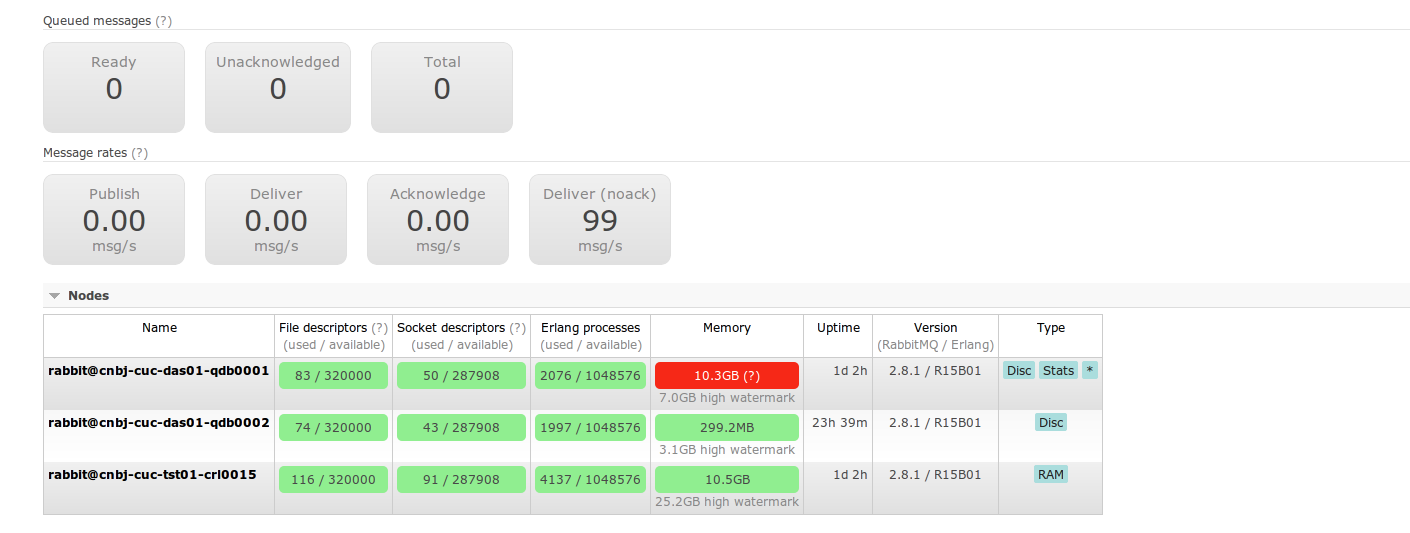 Queued messages (?)
Ready Unacknowledged Total
0 0 0
Message rates (?)
Publish Deliver Acknowledge Deliver (noack)
0.00 0.00 0.00 99
msg/s msg/s msg/s msg/s
Nodes
Name File descriptors (?) Socket descriptors (?) Erlang processes Memory Uptime Version Type
(used / available) (used / available) (used / available) (RabbitMQ / Erlang)
rabbit@cnbj-cuc-das01-qdb0001 83 / 320000 50 / 287908 2076 / 1048576 10.3GB (?) 1d 2h 2.8.1 / R15B01 Disc Stats *
7.0GB high watermark
rabbit@cnbj-cuc-das01-qdb0002 74 / 320000 43 / 287908 1997 / 1048576 299.2MB 23h 39m 2.8.1 / R15B01 Disc
3.1GB high watermark
rabbit@cnbj-cuc-tst01-crl0015 116 / 320000 91 / 287908 4137 / 1048576 10.5GB 1d 2h 2.8.1 / R15B01 RAM
25.2GB high watermark